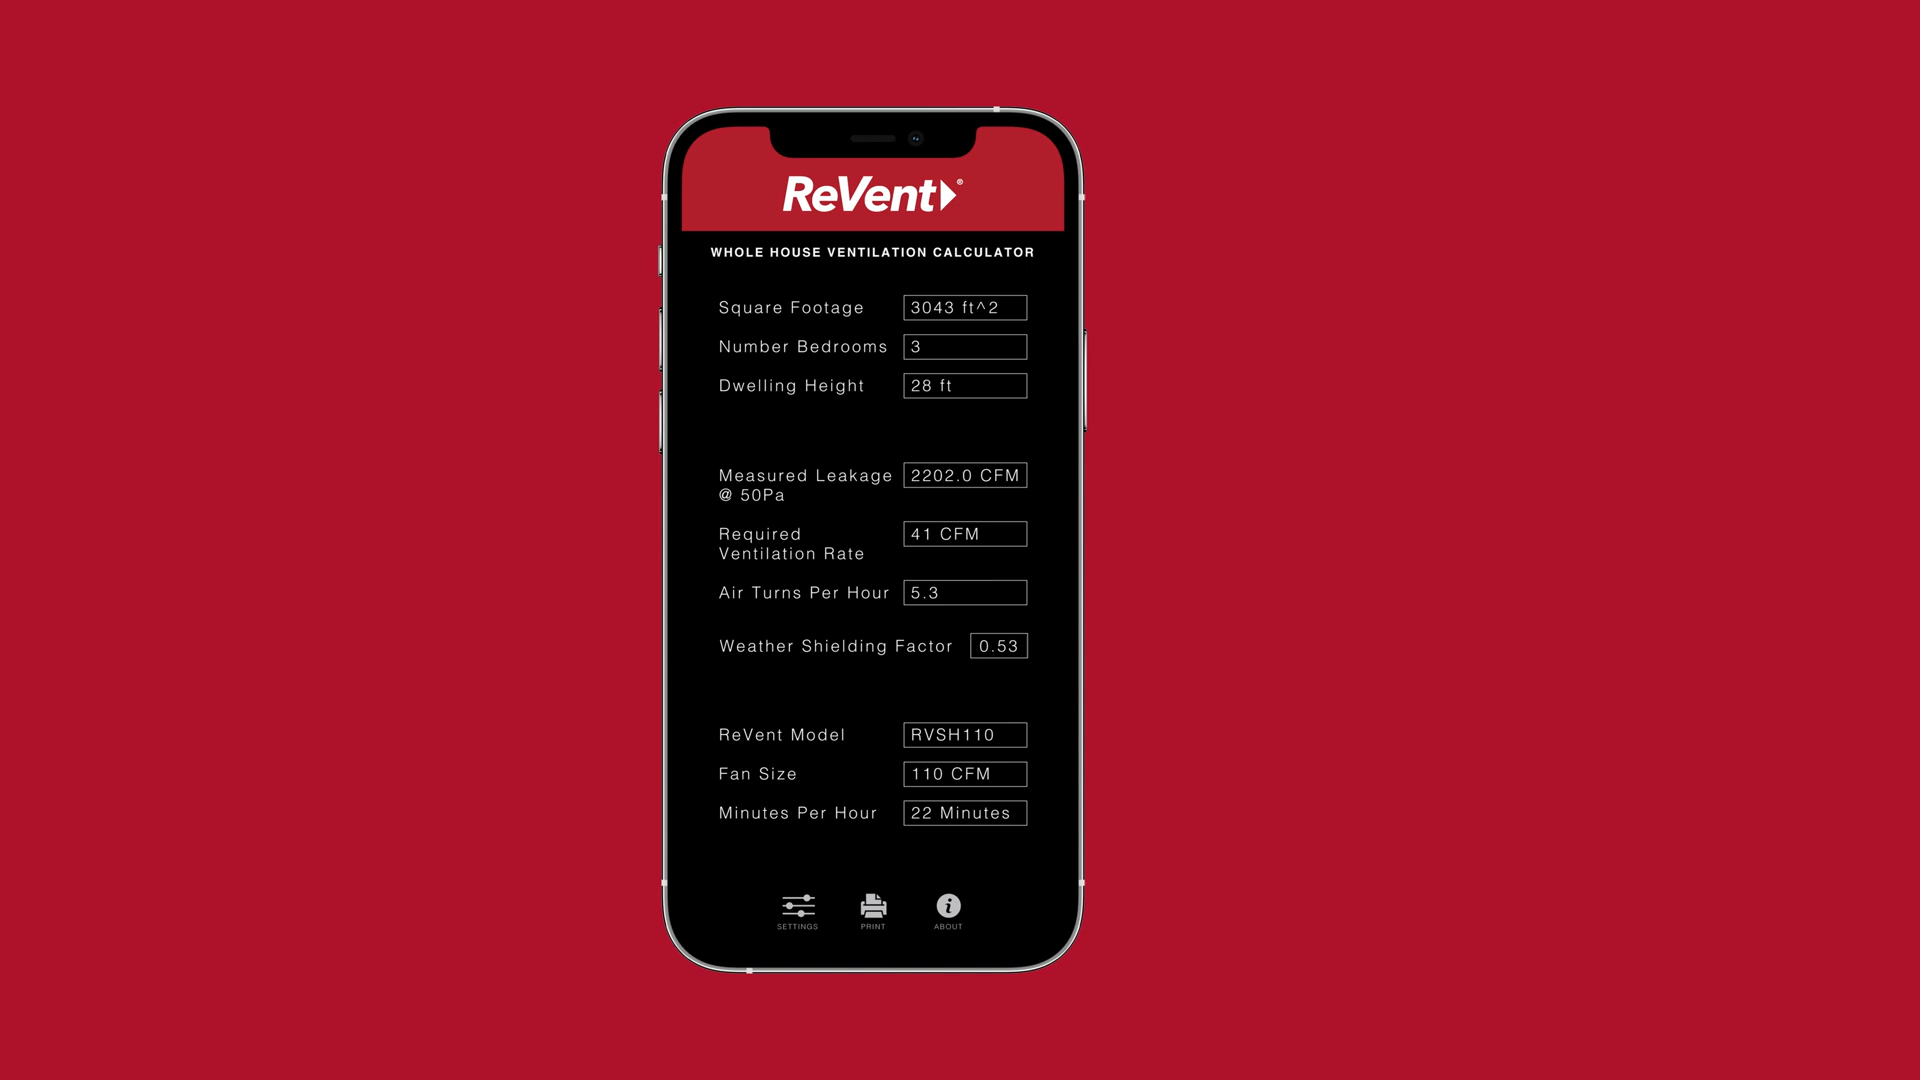 ReVent®
WHOLE HOUSE VENTILATION CALCULATOR
Square Footage 3043 ft^2
Number Bedrooms 3
Dwelling Height 28 ft
Measured Leakage 2202.0 CFM
@ 50Pa
Required 41 CFM
Ventilation Rate
Air Turns Per Hour 5.3
Weather Shielding Factor 0.53
ReVent Model RVSH110
Fan Size 110 CFM
Minutes Per Hour 22 Minutes
SETTINGS PRINT ABOUT